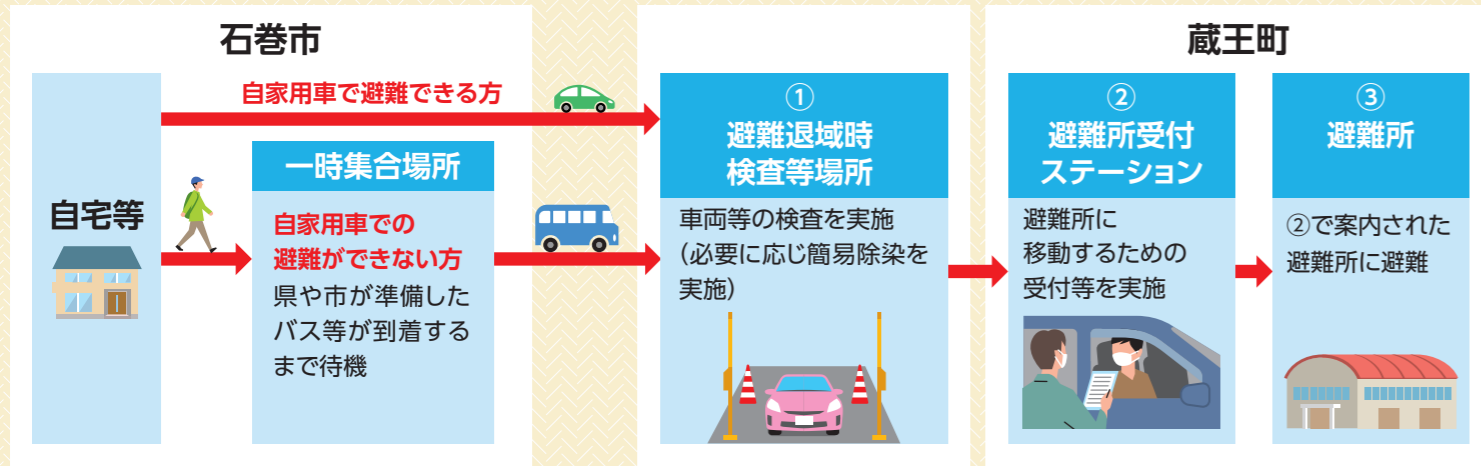 石巻市
自宅等
自家用車で避難できる方
一時集合場所
自家用車での
避難ができない方
県や市が準備した
バス等が到着する
まで待機
①
避難退域時
検査等場所
車両等の検査を実施
(必要に応じ簡易除染を
実施)
蔵王町
②
避難所受付
ステーション
避難所に
移動するための
受付等を実施
③
避難所
②で案内された
避難所に避難